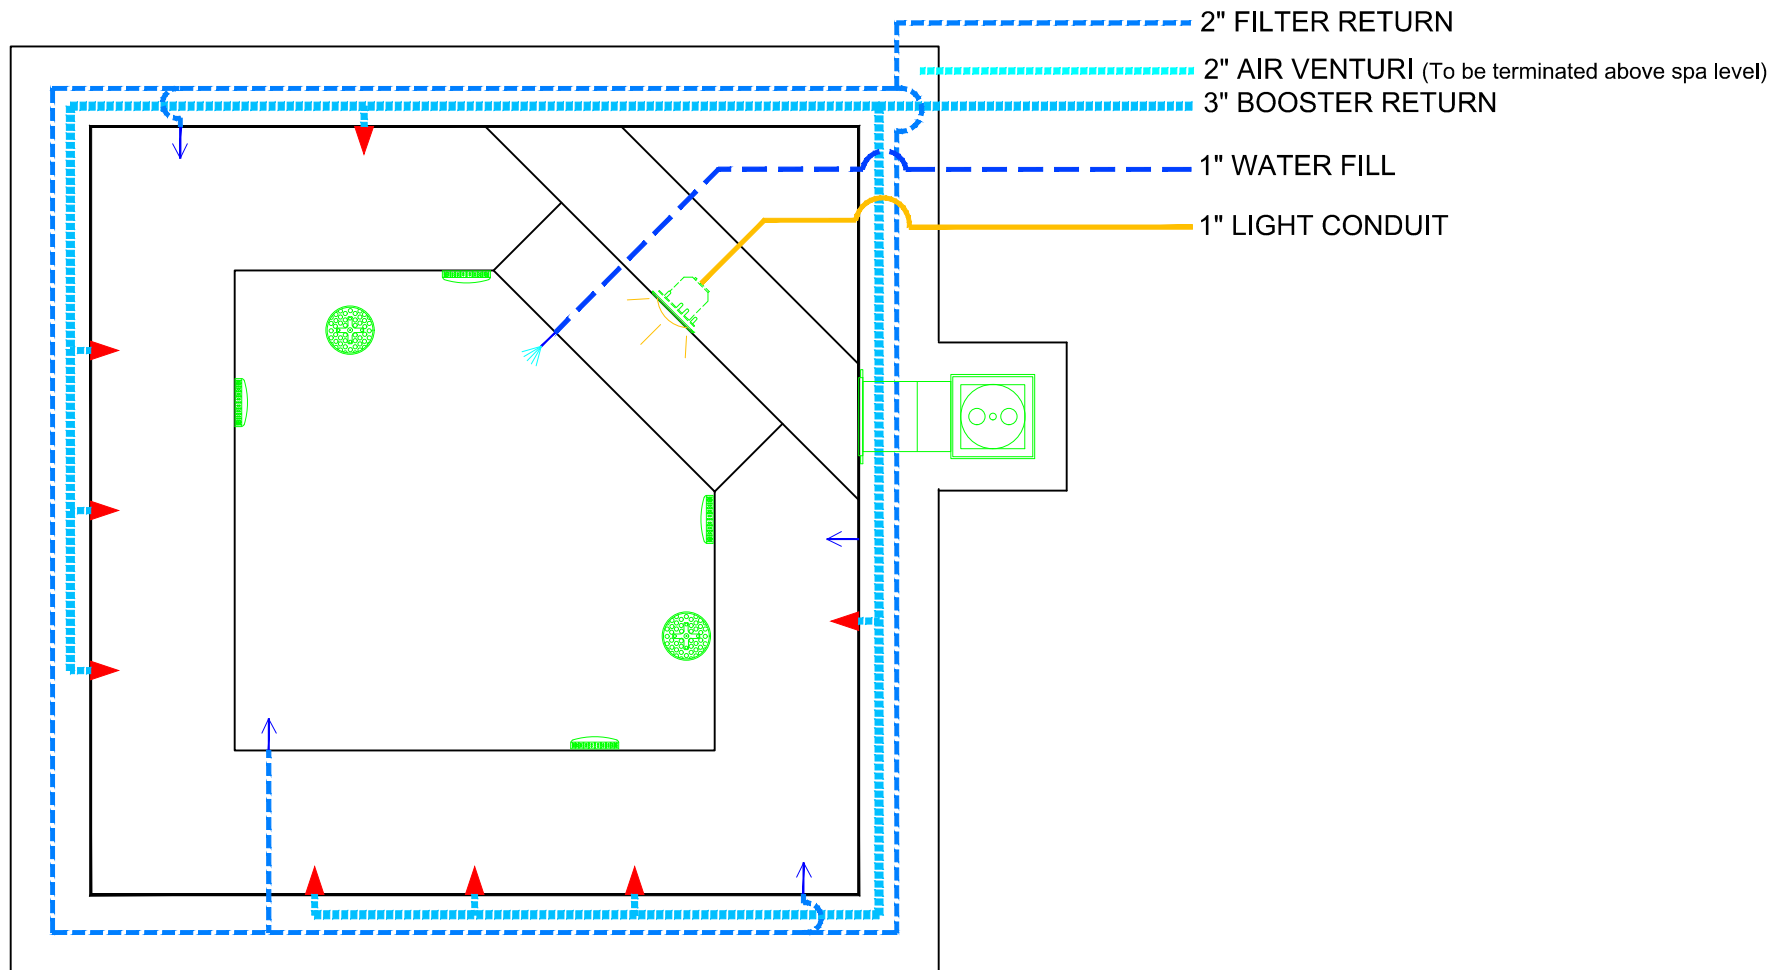 2" FILTER RETURN
2" AIR VENTURI (To be terminated above spa level)
3" BOOSTER RETURN
1" WATER FILL
1" LIGHT CONDUIT